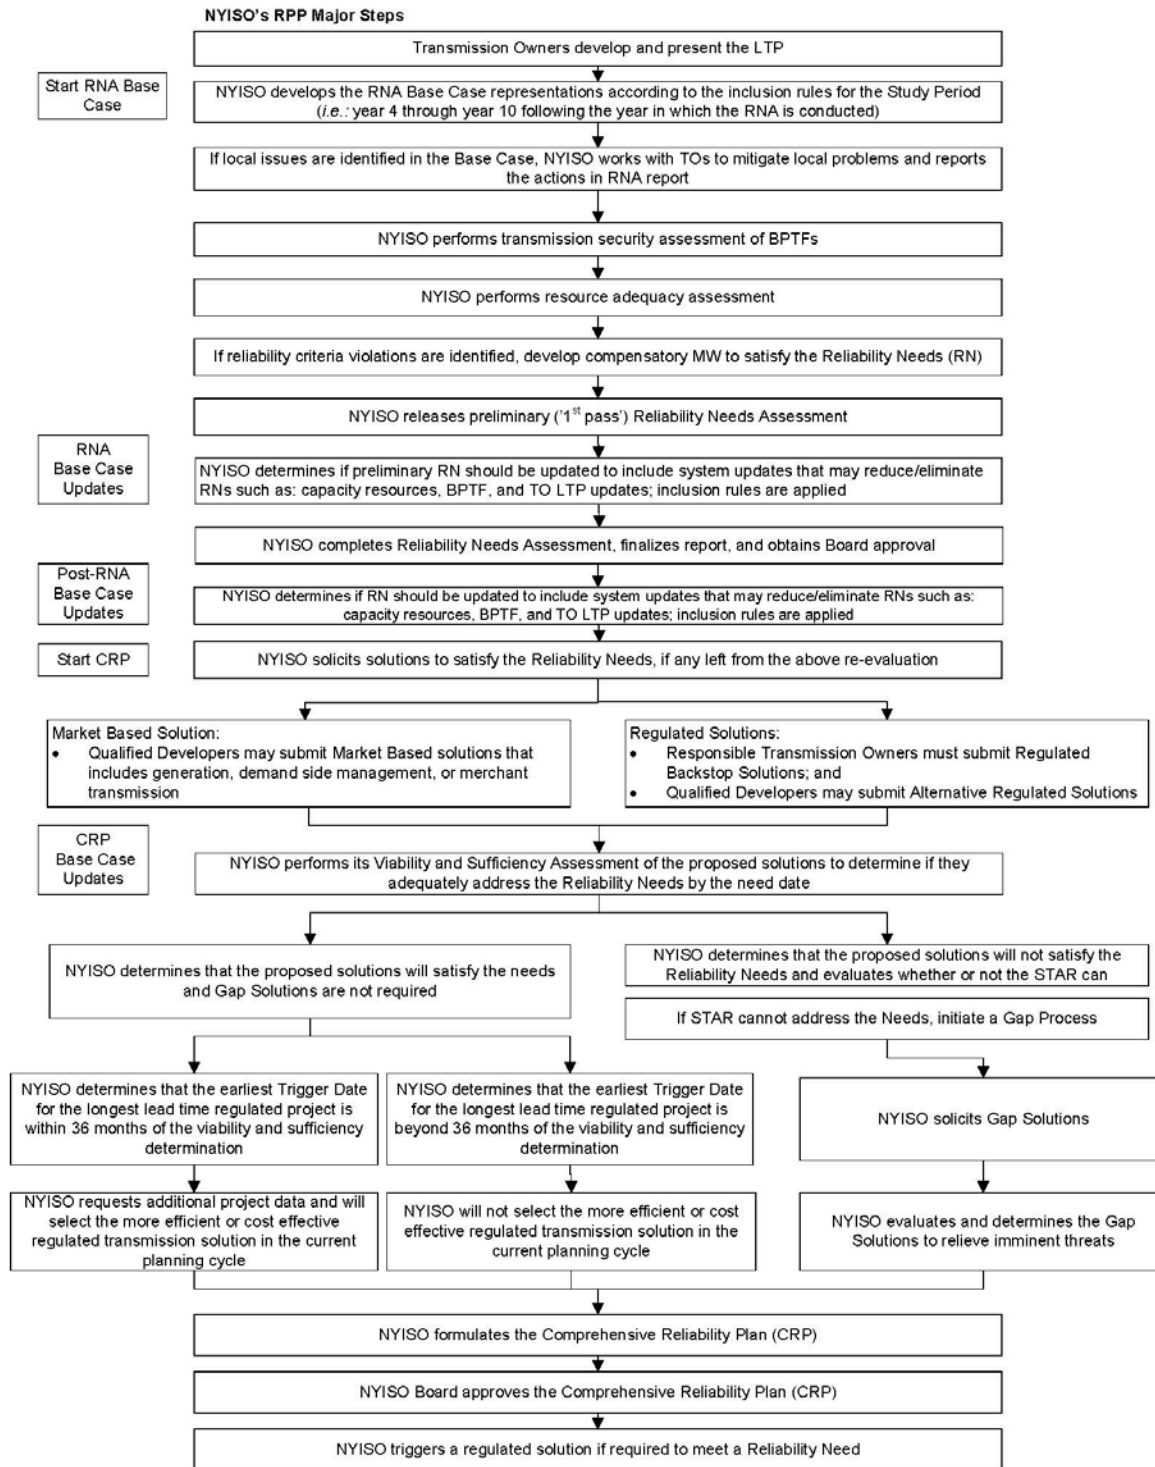 NYISO's RPP Major Steps
Transmission Owners develop and present the LTP
Start RNA Base
Case
NYISO develops the RNA Base Case representations according to the inclusion rules for the Study Period
(i.e.: year 4 through year 10 following the year in which the RNA is conducted)
If local issues are identified in the Base Case, NYISO works with TOs to mitigate local problems and reports
the actions in RNA report
NYISO performs transmission security assessment of BPTFs
NYISO performs resource adequacy assessment
If reliability criteria violations are identified, develop compensatory MW to satisfy the Reliability Needs (RN)
NYISO releases preliminary ('1st pass') Reliability Needs Assessment
RNA
Base Case
Updates
NYISO determines if preliminary RN should be updated to include system updates that may reduce/eliminate
RNs such as: capacity resources, BPTF, and TO LTP updates; inclusion rules are applied
NYISO completes Reliability Needs Assessment, finalizes report, and obtains Board approval
Post-RNA
Base Case
Updates
NYISO determines if RN should be updated to include system updates that may reduce/eliminate RNs such as:
capacity resources, BPTF, and TO LTP updates; inclusion rules are applied
Start CRP
NYISO solicits solutions to satisfy the Reliability Needs, if any left from the above re-evaluation
Market Based Solution:
• Qualified Developers may submit Market Based solutions that
includes generation, demand side management, or merchant
transmission
Regulated Solutions:
• Responsible Transmission Owners must submit Regulated
Backstop Solutions; and
• Qualified Developers may submit Alternative Regulated Solutions
CRP
Base Case
Updates
NYISO performs its Viability and Sufficiency Assessment of the proposed solutions to determine if they
adequately address the Reliability Needs by the need date
NYISO determines that the proposed solutions will satisfy the needs
and Gap Solutions are not required
NYISO determines that the proposed solutions will not satisfy the
Reliability Needs and evaluates whether or not the STAR can
If STAR cannot address the Needs, initiate a Gap Process
NYISO determines that the earliest Trigger Date
for the longest lead time regulated project is
within 36 months of the viability and sufficiency
determination
NYISO determines that the earliest Trigger Date
for the longest lead time regulated project is
beyond 36 months of the viability and sufficiency
determination
NYISO solicits Gap Solutions
NYISO requests additional project data and will
select the more efficient or cost effective
regulated transmission solution in the current
planning cycle
NYISO will not select the more efficient or cost
effective regulated transmission solution in the
current planning cycle
NYISO evaluates and determines the Gap
Solutions to relieve imminent threats
NYISO formulates the Comprehensive Reliability Plan (CRP)
NYISO Board approves the Comprehensive Reliability Plan (CRP)
NYISO triggers a regulated solution if required to meet a Reliability Need